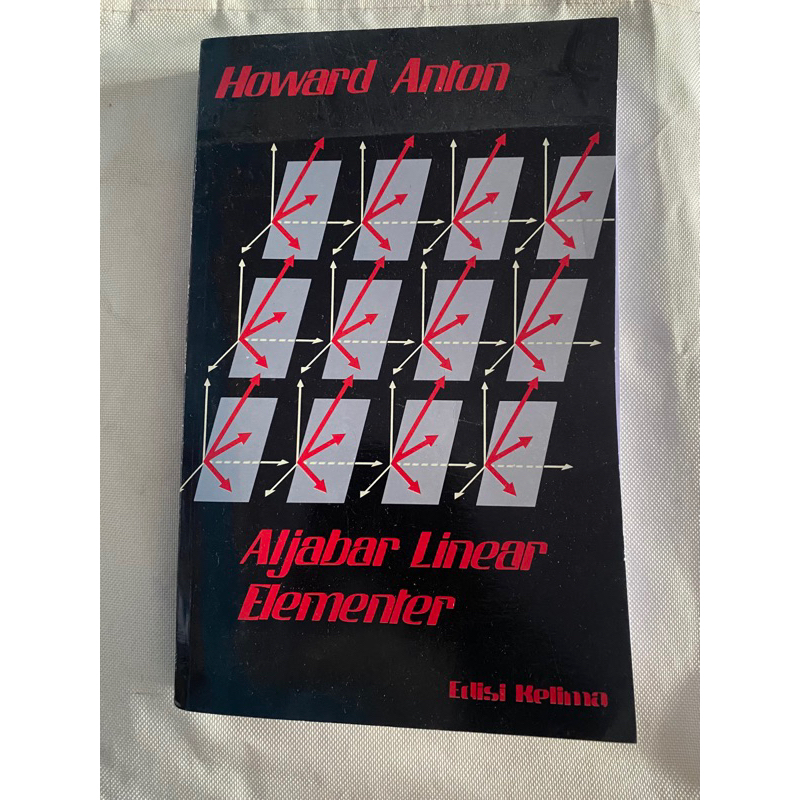 Howard Anton
Aljabar Linear
Elementer
Edisi Kelima